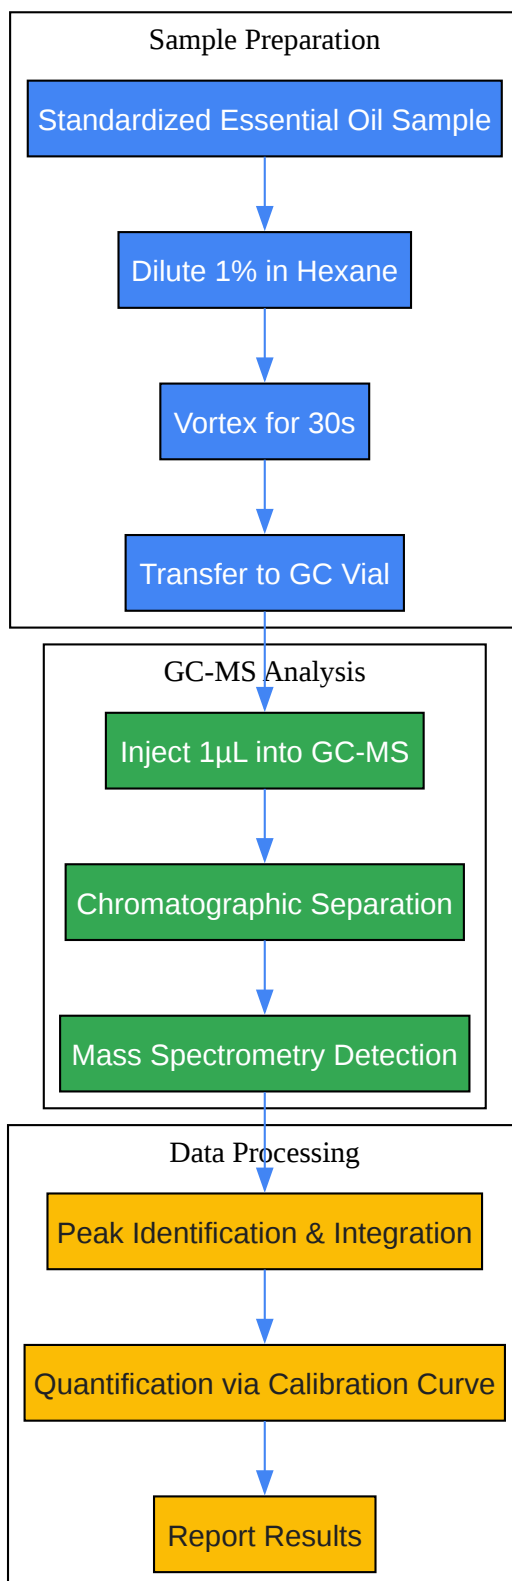 Sample Preparation
Standardized Essential Oil Sample
Dilute 1% in Hexane
Vortex for 30s
Transfer to GC Vial
GC-MS Analysis
Inject 1µL into GC-MS
Chromatographic Separation
Mass Spectrometry Detection
Data Processing
Peak Identification & Integration
Quantification via Calibration Curve
Report Results